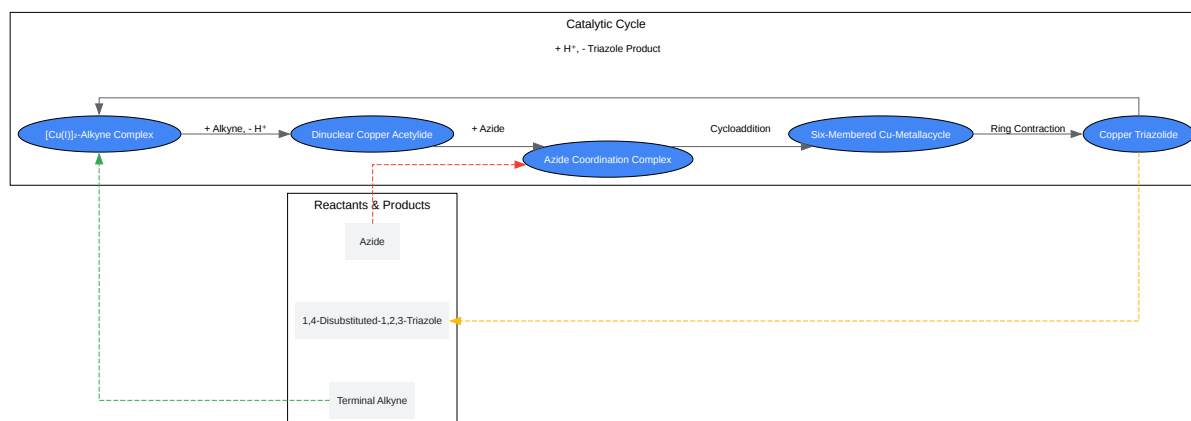 Catalytic Cycle
+ H⁺, - Triazole Product
[Cu(I)]₂-Alkyne Complex
+ Alkyne, - H⁺
Dinuclear Copper Acetylide
+ Azide
Azide Coordination Complex
Cycloaddition
Six-Membered Cu-Metallacycle
Ring Contraction
Copper Triazolide
Reactants & Products
Azide
1,4-Disubstituted-1,2,3-Triazole
Terminal Alkyne